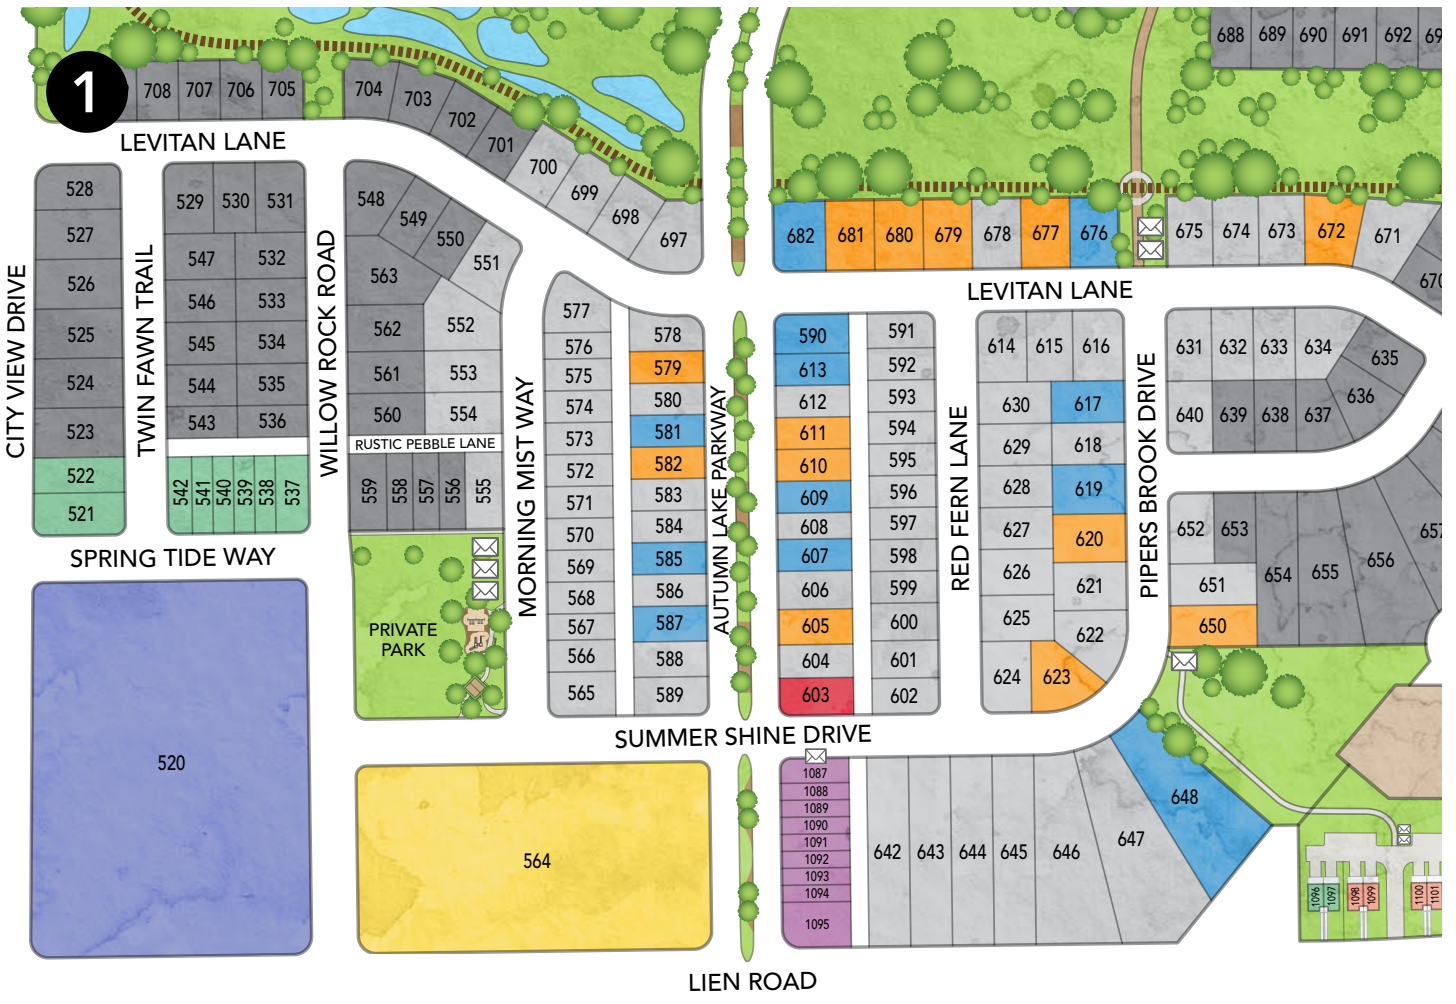 688 689 690 691 692
1
708 707 706 705
704 703 702 701 700 699 698 697
LEVITAN LANE
528 527 526 525 524 523 522 521
529 530 531
547 532
546 533
545 534
544 535
543 536
542 541 540 539 538 537
CITY VIEW DRIVE
TWIN FAWN TRAIL
WILLOW ROCK ROAD
548 549 550 551
563 552
562 553
561 554
560
RUSTIC PEBBLE LANE
559 558 557 556 555
MORNING MIST WAY
577 578
576 579
575 580
574 581
573 582
572 583
571 584
570 585
569 586
568 587
567 588
566 589
565
AUTUMN LAKE PARKWAY
682 681 680 679 678 677 676
675 674 673 672 671 670
LEVITAN LANE
590 591
613 592
612 593
611 594
610 595
609 596
608 597
607 598
606 599
605 600
604 601
603 602
RED FERN LANE
614 615 616
630 617
629 618
628 619
627 620
626 621
625 622
624 623
PIPERS BROOK DRIVE
631 632 633 634 635
640 639 638 637 636
652 653 654 655 656 657
651
650
SPRING TIDE WAY
PRIVATE
PARK
SUMMER SHINE DRIVE
520
564
1087
1088
1089
1090
1091
1092
1093
1094
1095
642 643 644 645 646 647 648
1096 1097 1098 1099 1100 1101
LIEN ROAD